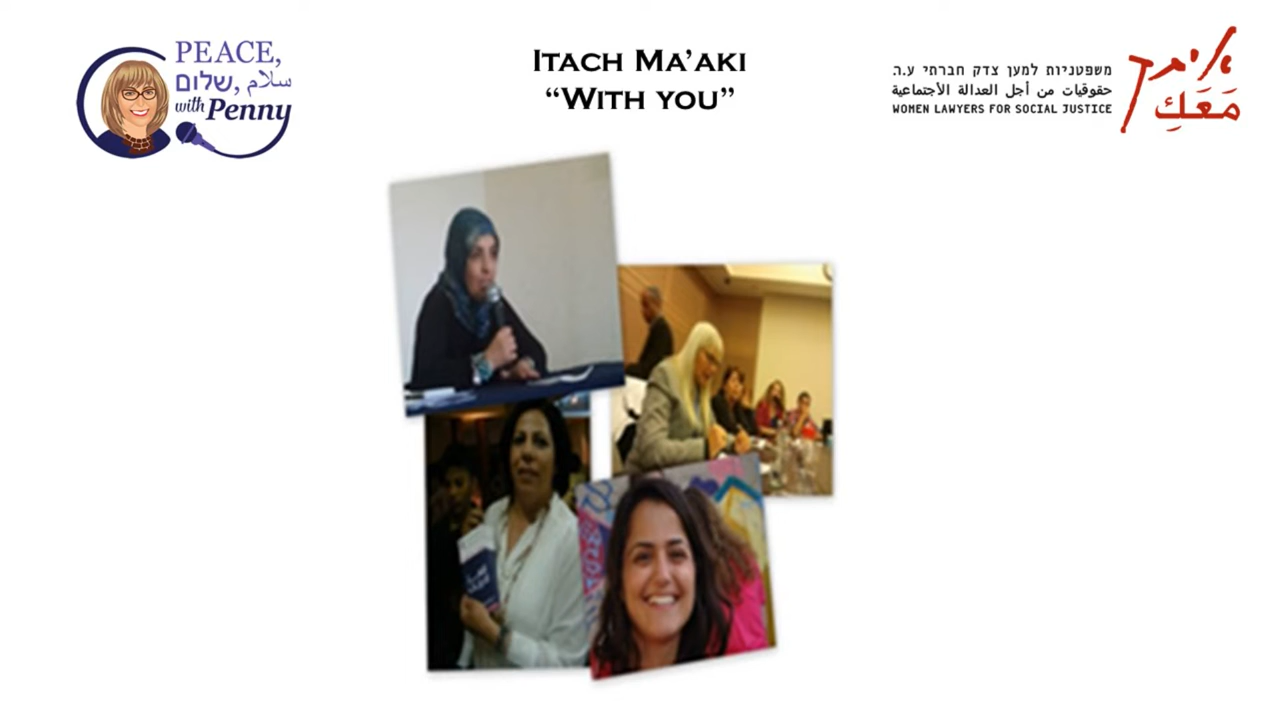 PEACE,
שלום, سلام
with Penny
ITACH MA’AKI
“WITH YOU”
משפטניות למען צדק חברתי ע.ר.
حقوقيات من أجل العدالة الأجتماعية
WOMEN LAWYERS FOR SOCIAL JUSTICE
איתך
مَعَكِ